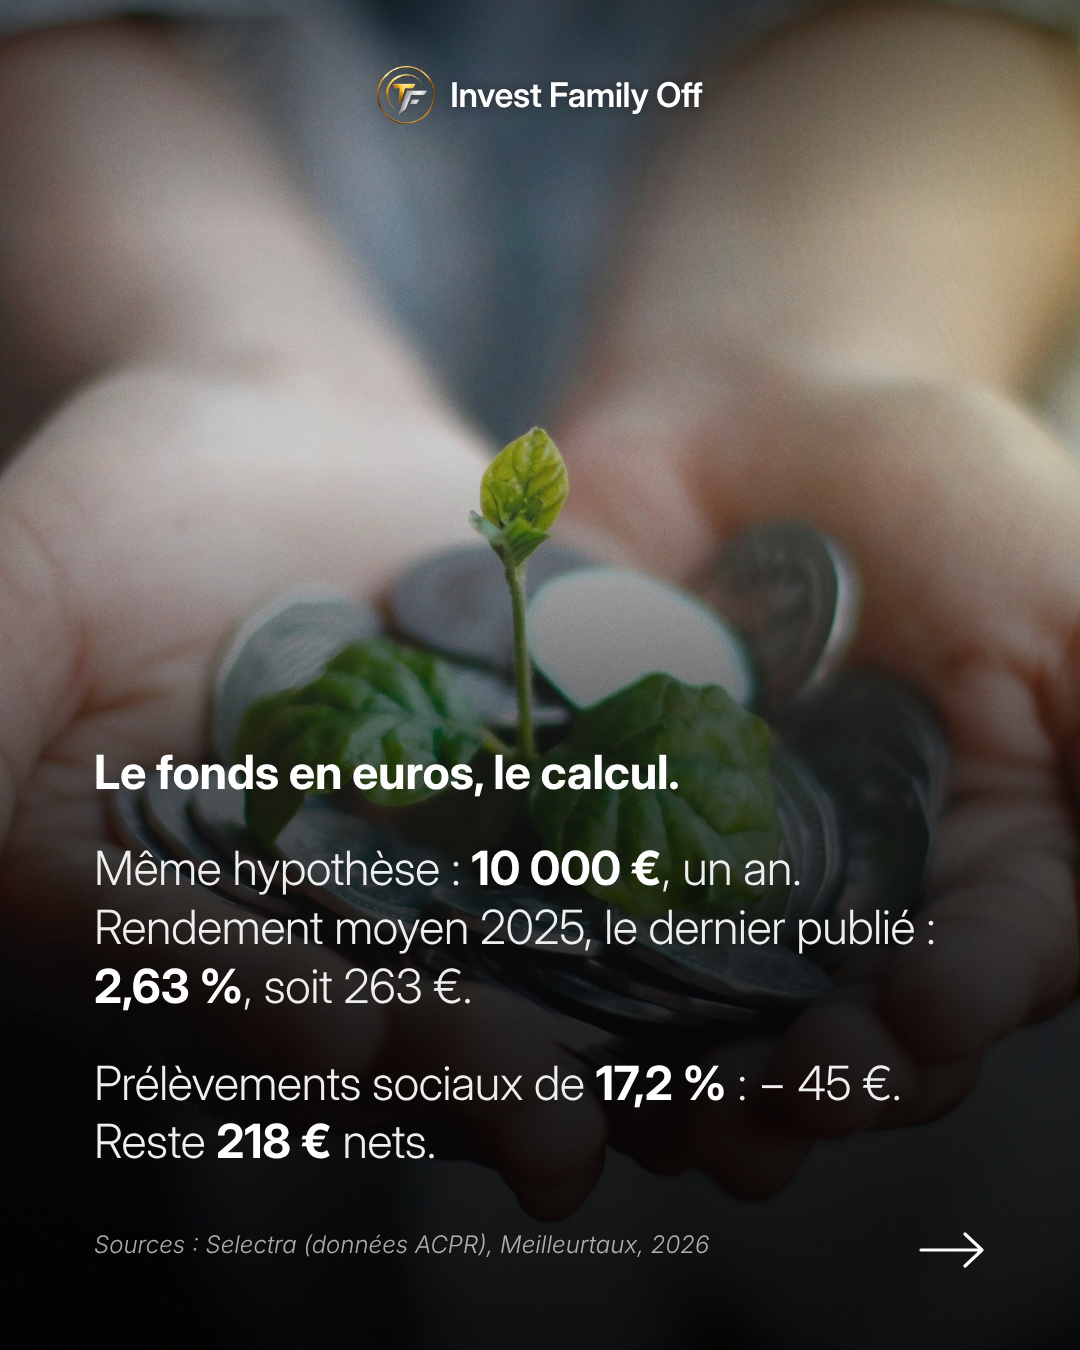 Invest Family Off
Le fonds en euros, le calcul.
Même hypothèse : 10 000 €, un an.
Rendement moyen 2025, le dernier publié :
2,63 %, soit 263 €.
Prélèvements sociaux de 17,2 % : – 45 €.
Reste 218 € nets.
Sources : Selectra (données ACPR), Meilleurtaux, 2026